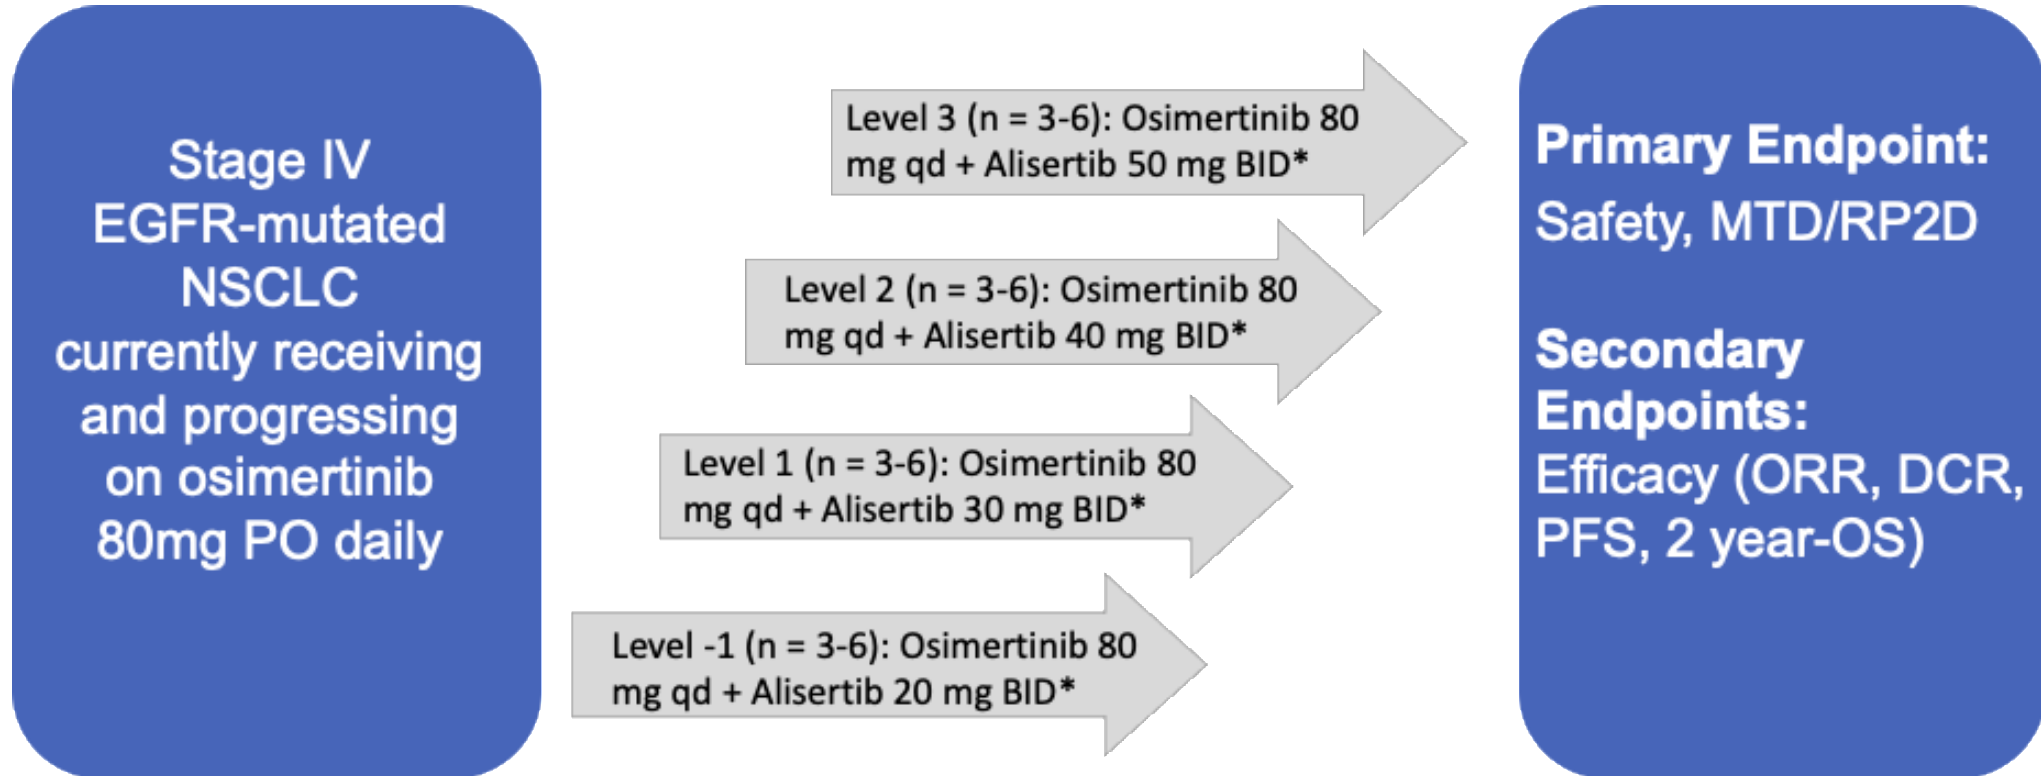 Stage IV
EGFR-mutated
NSCLC
currently receiving
and progressing
on osimertinib
80mg PO daily
Level 3 (n = 3-6): Osimertinib 80
mg qd + Alisertib 50 mg BID*
Level 2 (n = 3-6): Osimertinib 80
mg qd + Alisertib 40 mg BID*
Level 1 (n = 3-6): Osimertinib 80
mg qd + Alisertib 30 mg BID*
Level -1 (n = 3-6): Osimertinib 80
mg qd + Alisertib 20 mg BID*
Primary Endpoint:
Safety, MTD/RP2D
Secondary
Endpoints:
Efficacy (ORR, DCR,
PFS, 2 year-OS)